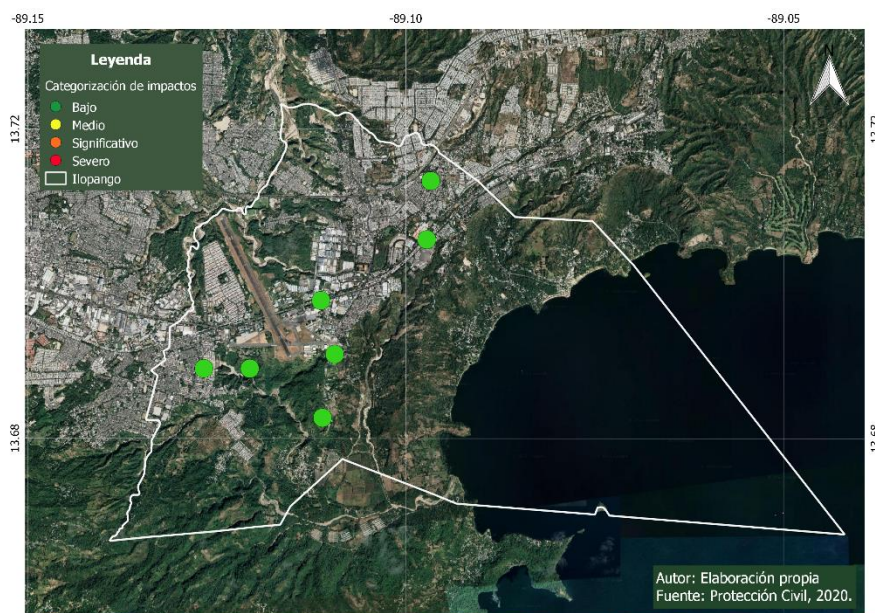 -89.15
-89.10
-89.05
N
Leyenda
Categorización de impactos
Bajo
Medio
Significativo
Severo
Ilopango
13.72
13.72
13.68
13.68
Autor: Elaboración propia
Fuente: Protección Civil, 2020.